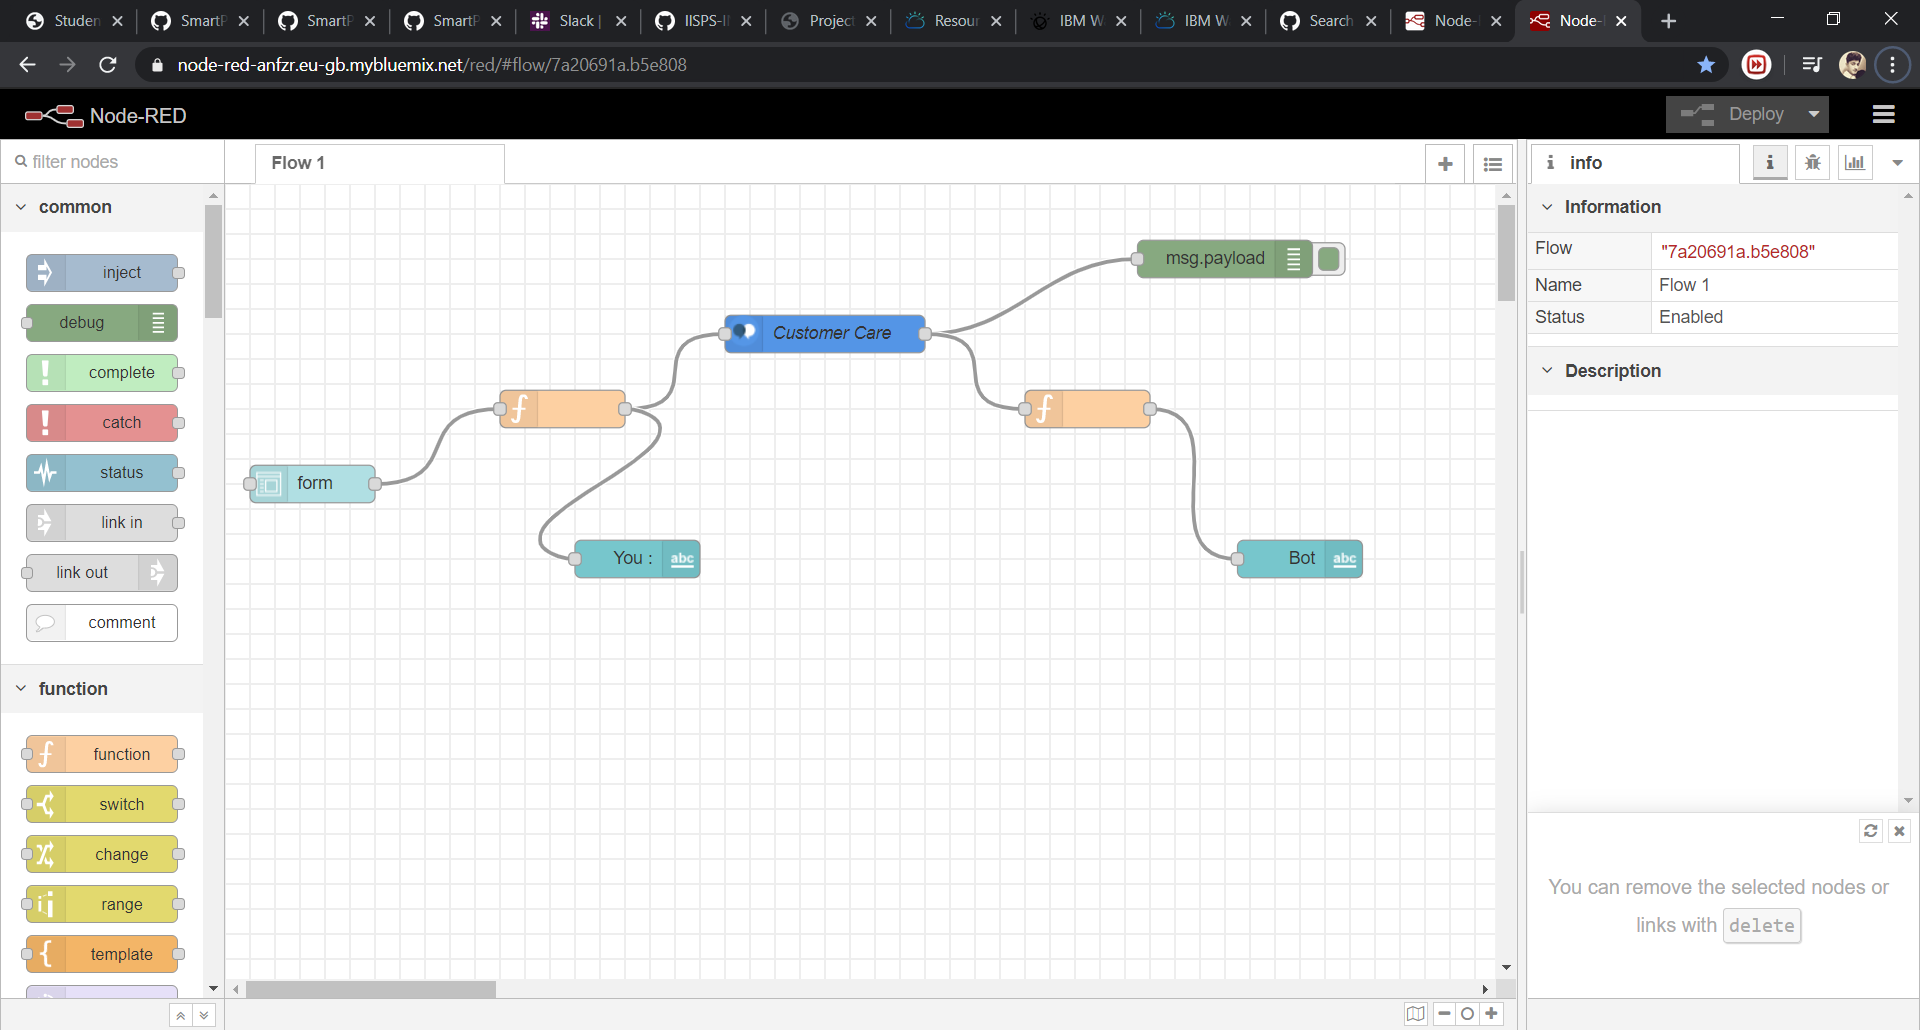 Studen
SmartP
SmartP
SmartP
Slack |
IISPS-I
Project
Resour
IBM W
IBM W
Search
Node-
Node-
node-red-anfzr.eu-gb.mybluemix.net/red/#flow/7a20691a.b5e808
Node-RED
Deploy
filter nodes
Flow 1
info
common
inject
debug
complete
catch
status
link in
link out
comment
function
function
switch
change
range
template
form
You :
abc
Customer Care
msg.payload
Bot
abc
Information
Flow "7a20691a.b5e808"
Name Flow 1
Status Enabled
Description
You can remove the selected nodes or
links with delete